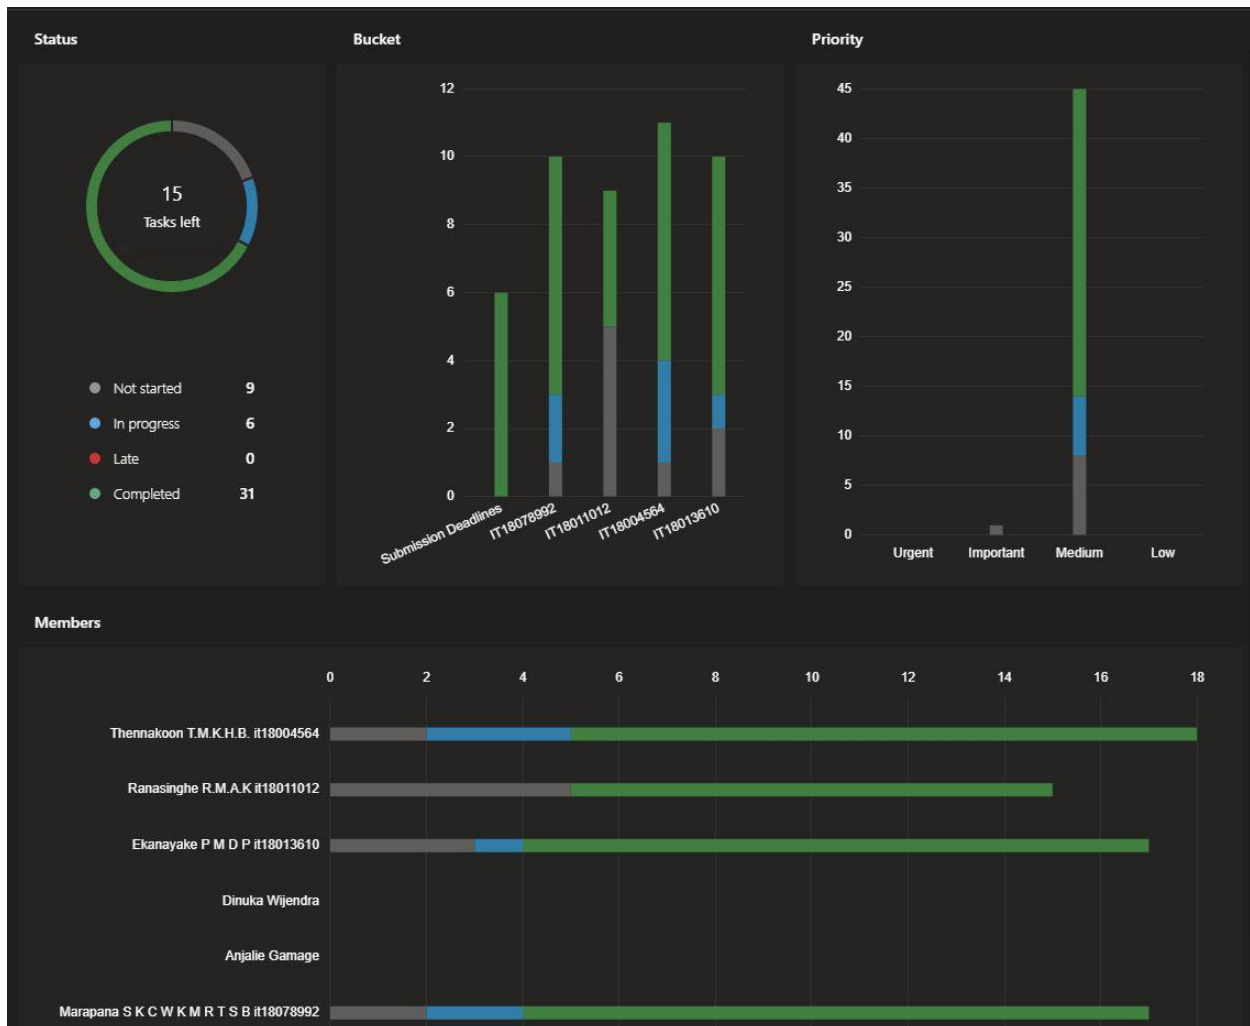 Status
15
Tasks left
Not started 9
In progress 6
Late 0
Completed 31
Bucket
12
10
8
6
4
2
0
Submission Deadlines
IT18078992
IT18011012
IT18004564
IT18013610
Priority
45
40
35
30
25
20
15
10
5
0
Urgent Important Medium Low
Members
0 2 4 6 8 10 12 14 16 18
Thennakoon T.M.K.H.B. it18004564
Ranasinghe R.M.A.K it18011012
Ekanayake P M D P it18013610
Dinuka Wijendra
Anjalie Gamage
Marapana S K C W K M R T S B it18078992